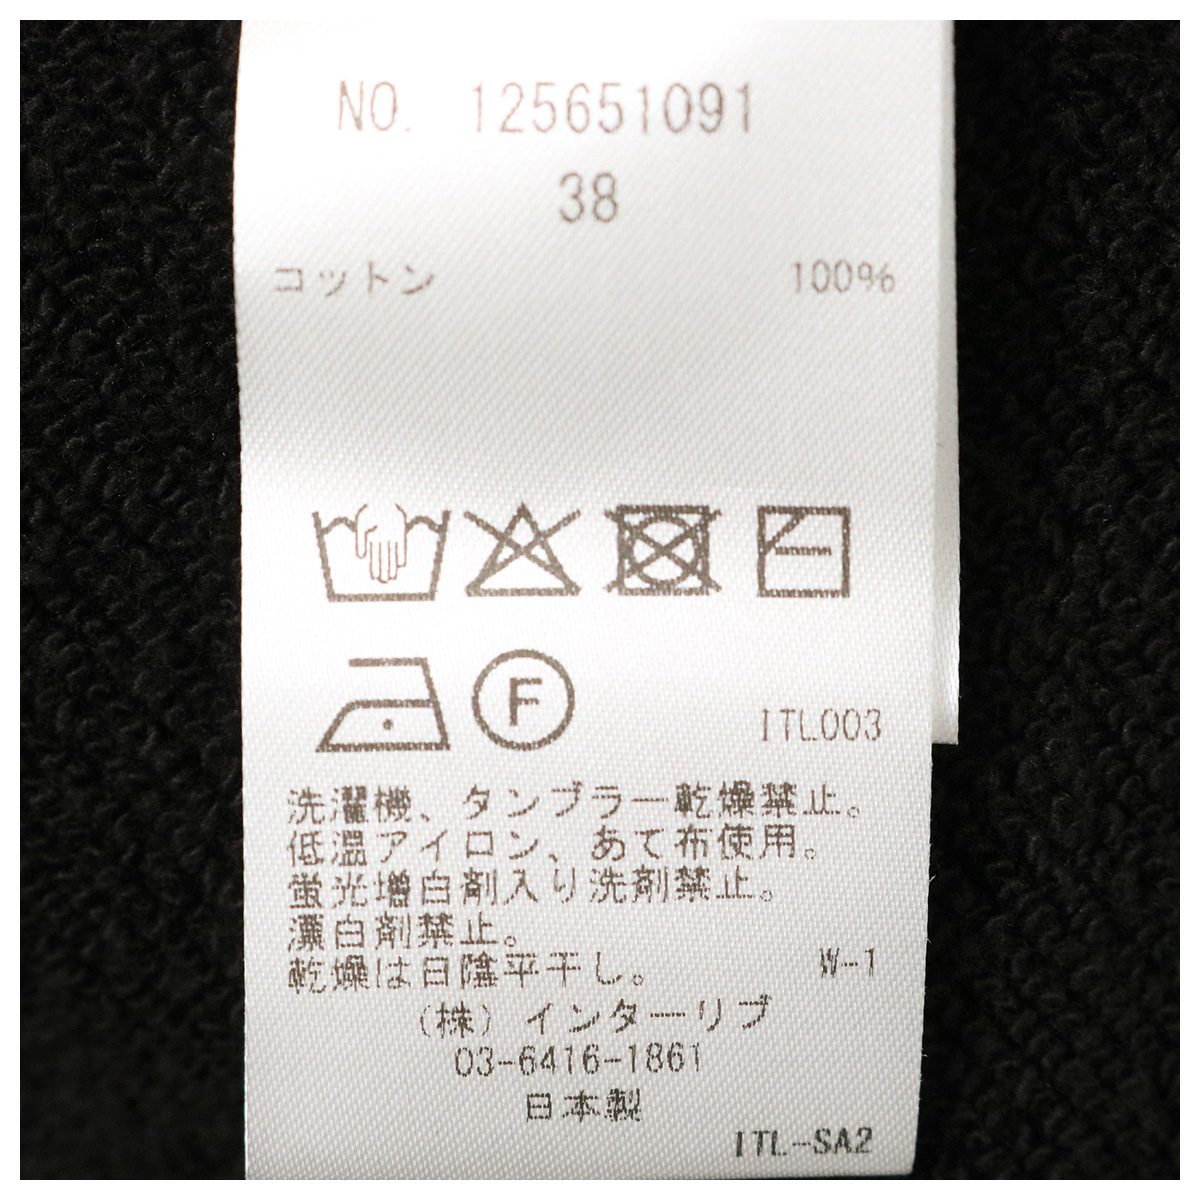 NO. 125651091
38
コットン 100%
F
ITL003
洗濯機、タンブラー乾燥禁止。
低温アイロン、あて布使用。
蛍光増白剤入り洗剤禁止。
漂白剤禁止。
乾燥は日陰平干し。 W-1
(株) インターリブ
03-6416-1861
日本製
ITL-SA2